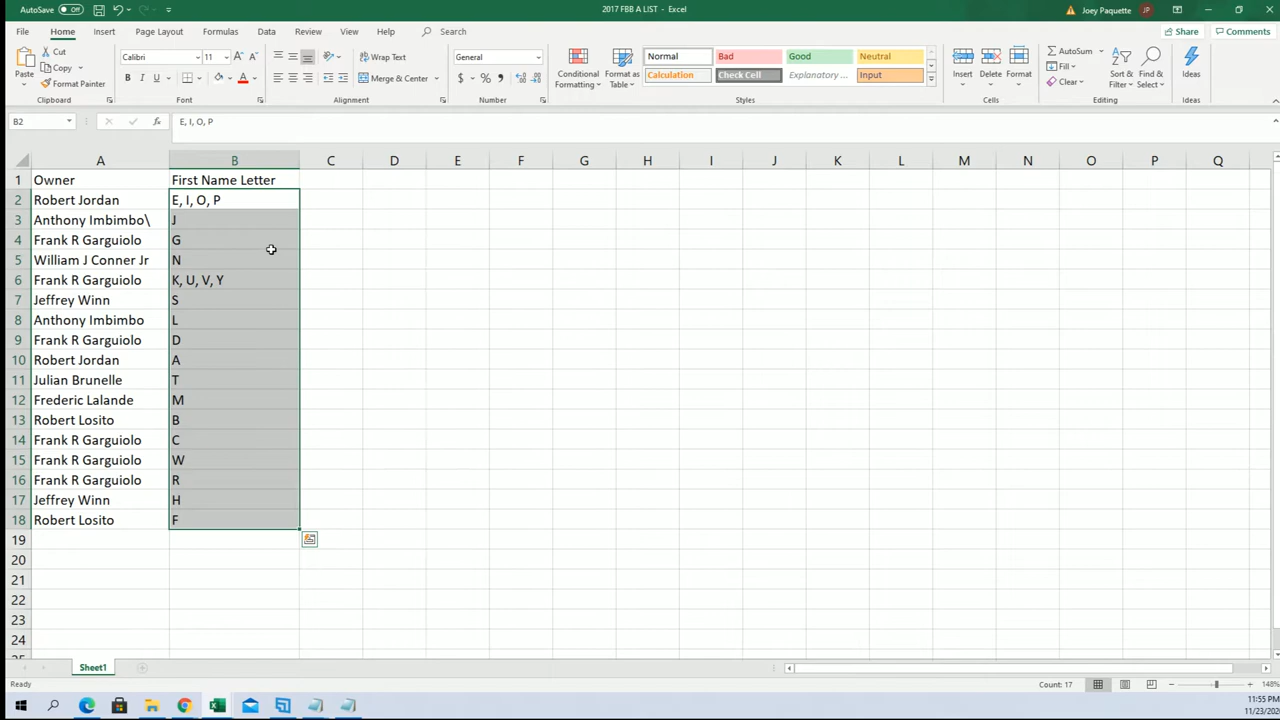 AutoSave Off 2017 FBB A LIST - Excel Joey Paquette JP
File Home Insert Page Layout Formulas Data Review View Help Search Share Comments
Paste Cut Copy Format Painter Clipboard
Calibri 11 B I U Font
Wrap Text Merge & Center Alignment
General $ % , Number
Conditional Formatting Format as Table
Normal Bad Good Neutral
Calculation Check Cell Explanatory ... Input
Styles
Insert Delete Format Cells
AutoSum Fill Clear Sort & Filter Find & Select Editing
Ideas Ideas
B2 fx E, I, O, P
A B C D E F G H I J K L M N O P Q
1 Owner First Name Letter
2 Robert Jordan E, I, O, P
3 Anthony Imbimbo\ J
4 Frank R Garguiolo G
5 William J Conner Jr N
6 Frank R Garguiolo K, U, V, Y
7 Jeffrey Winn S
8 Anthony Imbimbo L
9 Frank R Garguiolo D
10 Robert Jordan A
11 Julian Brunelle T
12 Frederic Lalande M
13 Robert Losito B
14 Frank R Garguiolo C
15 Frank R Garguiolo W
16 Frank R Garguiolo R
17 Jeffrey Winn H
18 Robert Losito F
19
20
21
22
23
24
Sheet1
Ready Count: 17 148%
11:55 PM